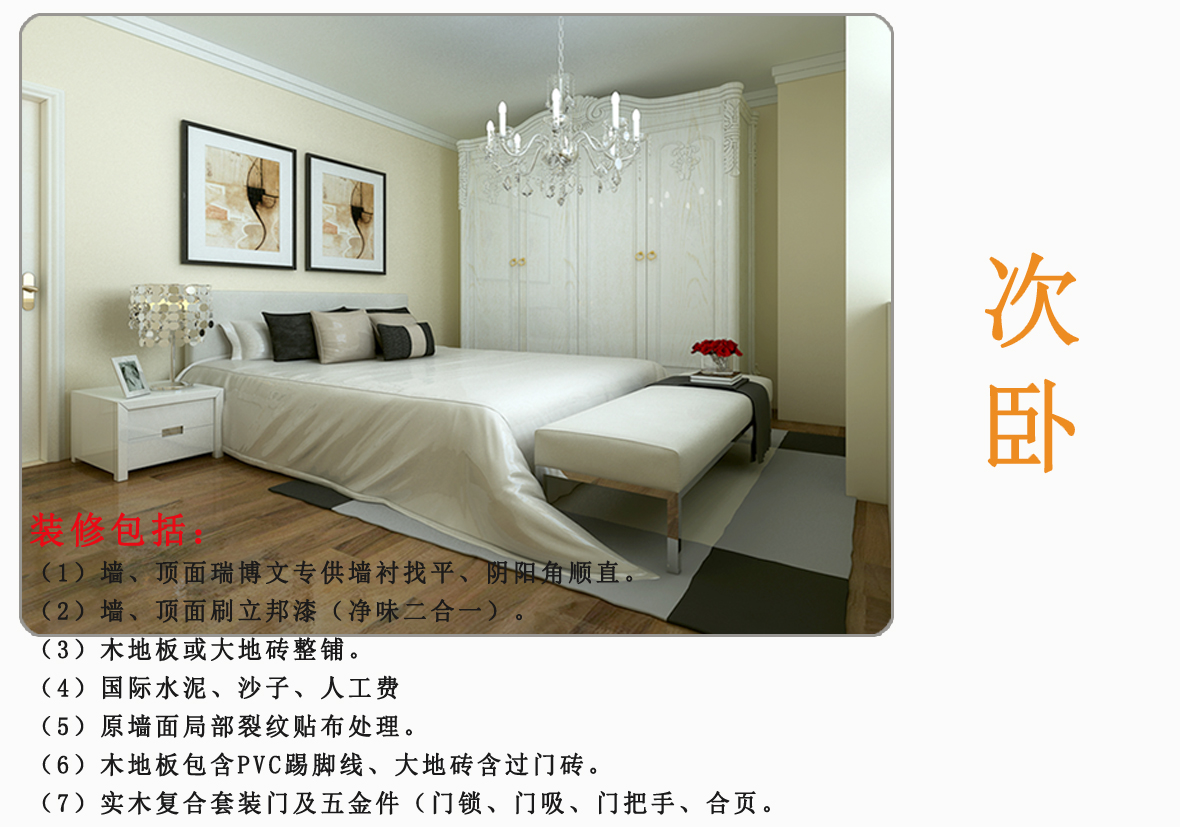 次卧
装修包括：
（1）墙、顶面瑞博文专供墙衬找平、阴阳角顺直。
（2）墙、顶面刷立邦漆（净味二合一）。
（3）木地板或大地砖整铺。
（4）国际水泥、沙子、人工费
（5）原墙面局部裂纹贴布处理。
（6）木地板包含PVC踢脚线、大地砖含过门砖。
（7）实木复合套装门及五金件（门锁、门吸、门把手、合页。